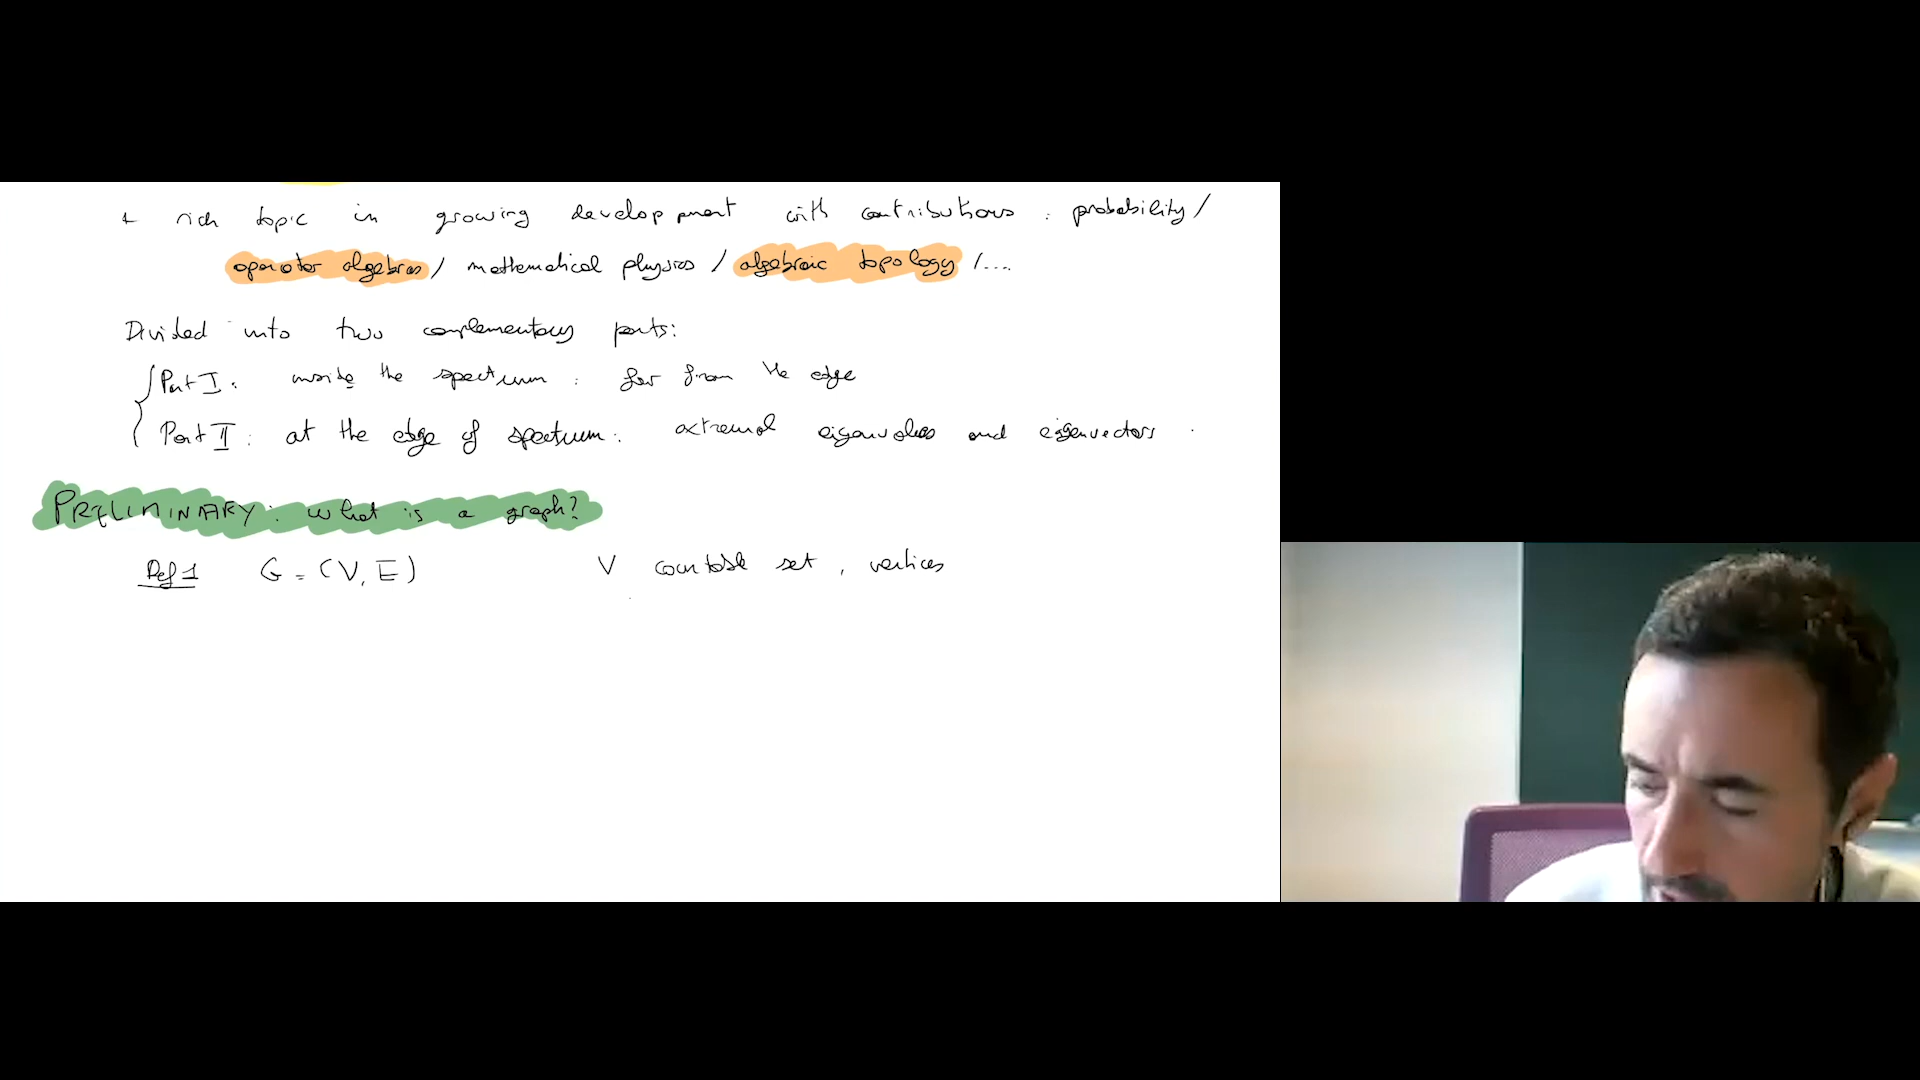 + rich topic in growing development with contributions : probability /
operator algebras / mathematical physics / algebraic topology /....
Divided into two complementary parts:
Part I : inside the spectrum : far from the edge
Part II : at the edge of spectrum : extremal eigenvalues and eigenvectors .
PRELIMINARY : what is a graph?
Def 1 G = (V, E) V countable set , vertices